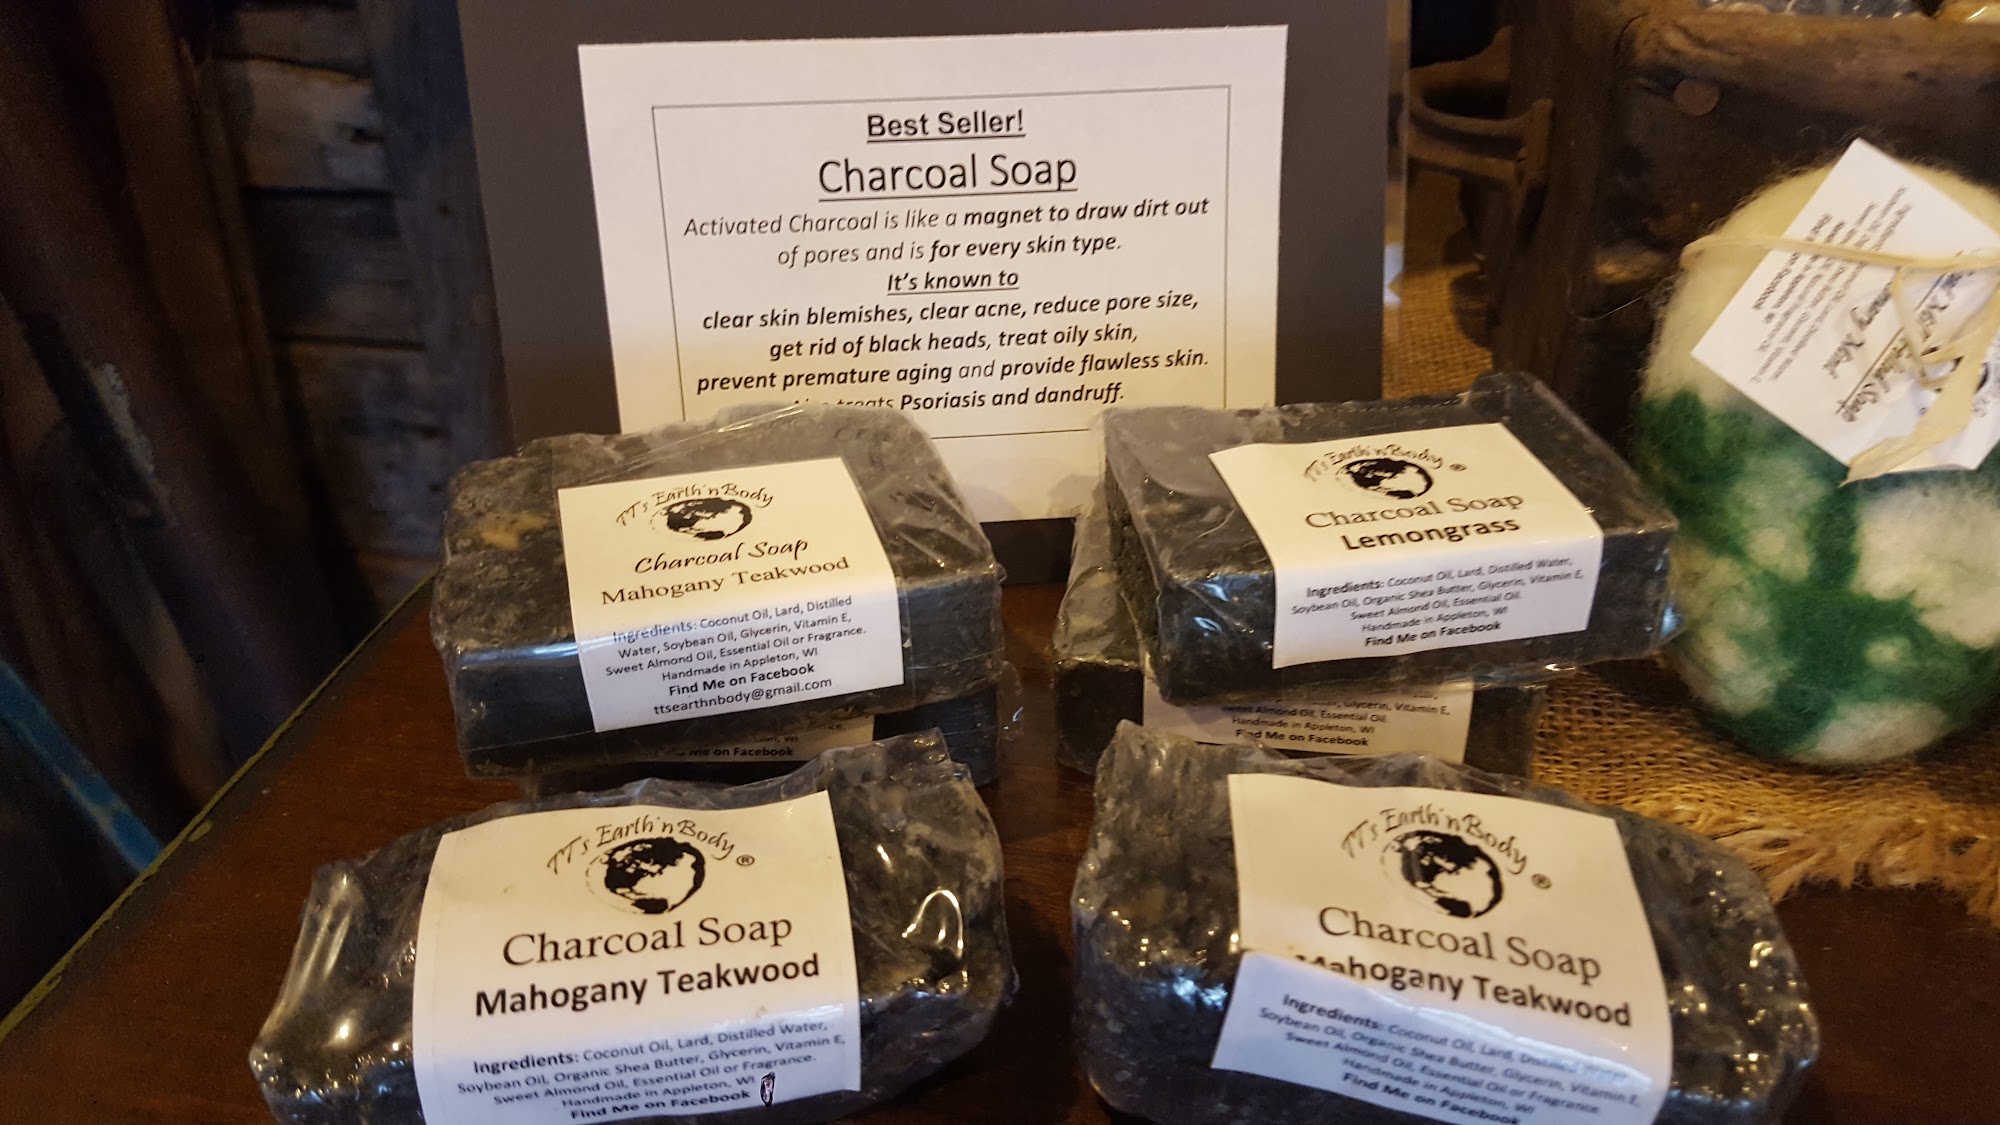 Best Seller!
Charcoal Soap
Activated Charcoal is like a magnet to draw dirt out
of pores and is for every skin type.
It's known to
clear skin blemishes, clear acne, reduce pore size,
get rid of black heads, treat oily skin,
prevent premature aging and provide flawless skin.
treats Psoriasis and dandruff.
TT's Earth'n Body
Charcoal Soap
Mahogany Teakwood
Ingredients: Coconut Oil, Lard, Distilled
Water, Soybean Oil, Glycerin, Vitamin E,
Sweet Almond Oil, Essential Oil or Fragrance.
Handmade in Appleton, WI
Find Me on Facebook
ttsearthnbody@gmail.com
WI
Me on Facebook
TT's Earth'n Body ®
Charcoal Soap
Lemongrass
Ingredients: Coconut Oil, Lard, Distilled Water,
Soybean Oil, Organic Shea Butter, Glycerin, Vitamin E,
Sweet Almond Oil, Essential Oil.
Handmade in Appleton, WI
Find Me on Facebook
Glycerin, Vitamin E,
Sweet Almond Oil, Essential Oil.
Handmade in Appleton, WI
Find Me on Facebook
TT's Earth'n Body ®
Charcoal Soap
Mahogany Teakwood
Ingredients: Coconut Oil, Lard, Distilled Water,
Soybean Oil, Organic Shea Butter, Glycerin, Vitamin E,
Sweet Almond Oil, Essential Oil or Fragrance.
Handmade in Appleton, WI
Find Me on Facebook
TT's Earth'n Body ®
Charcoal Soap
Mahogany Teakwood
Ingredients: Coconut Oil, Lard, Distilled Water
Soybean Oil, Organic Shea Butter, Glycerin, Vitamin E,
Sweet Almond Oil, Essential Oil or Fragrance.
Handmade in Appleton, WI
Find Me on Facebook
Felted Soap